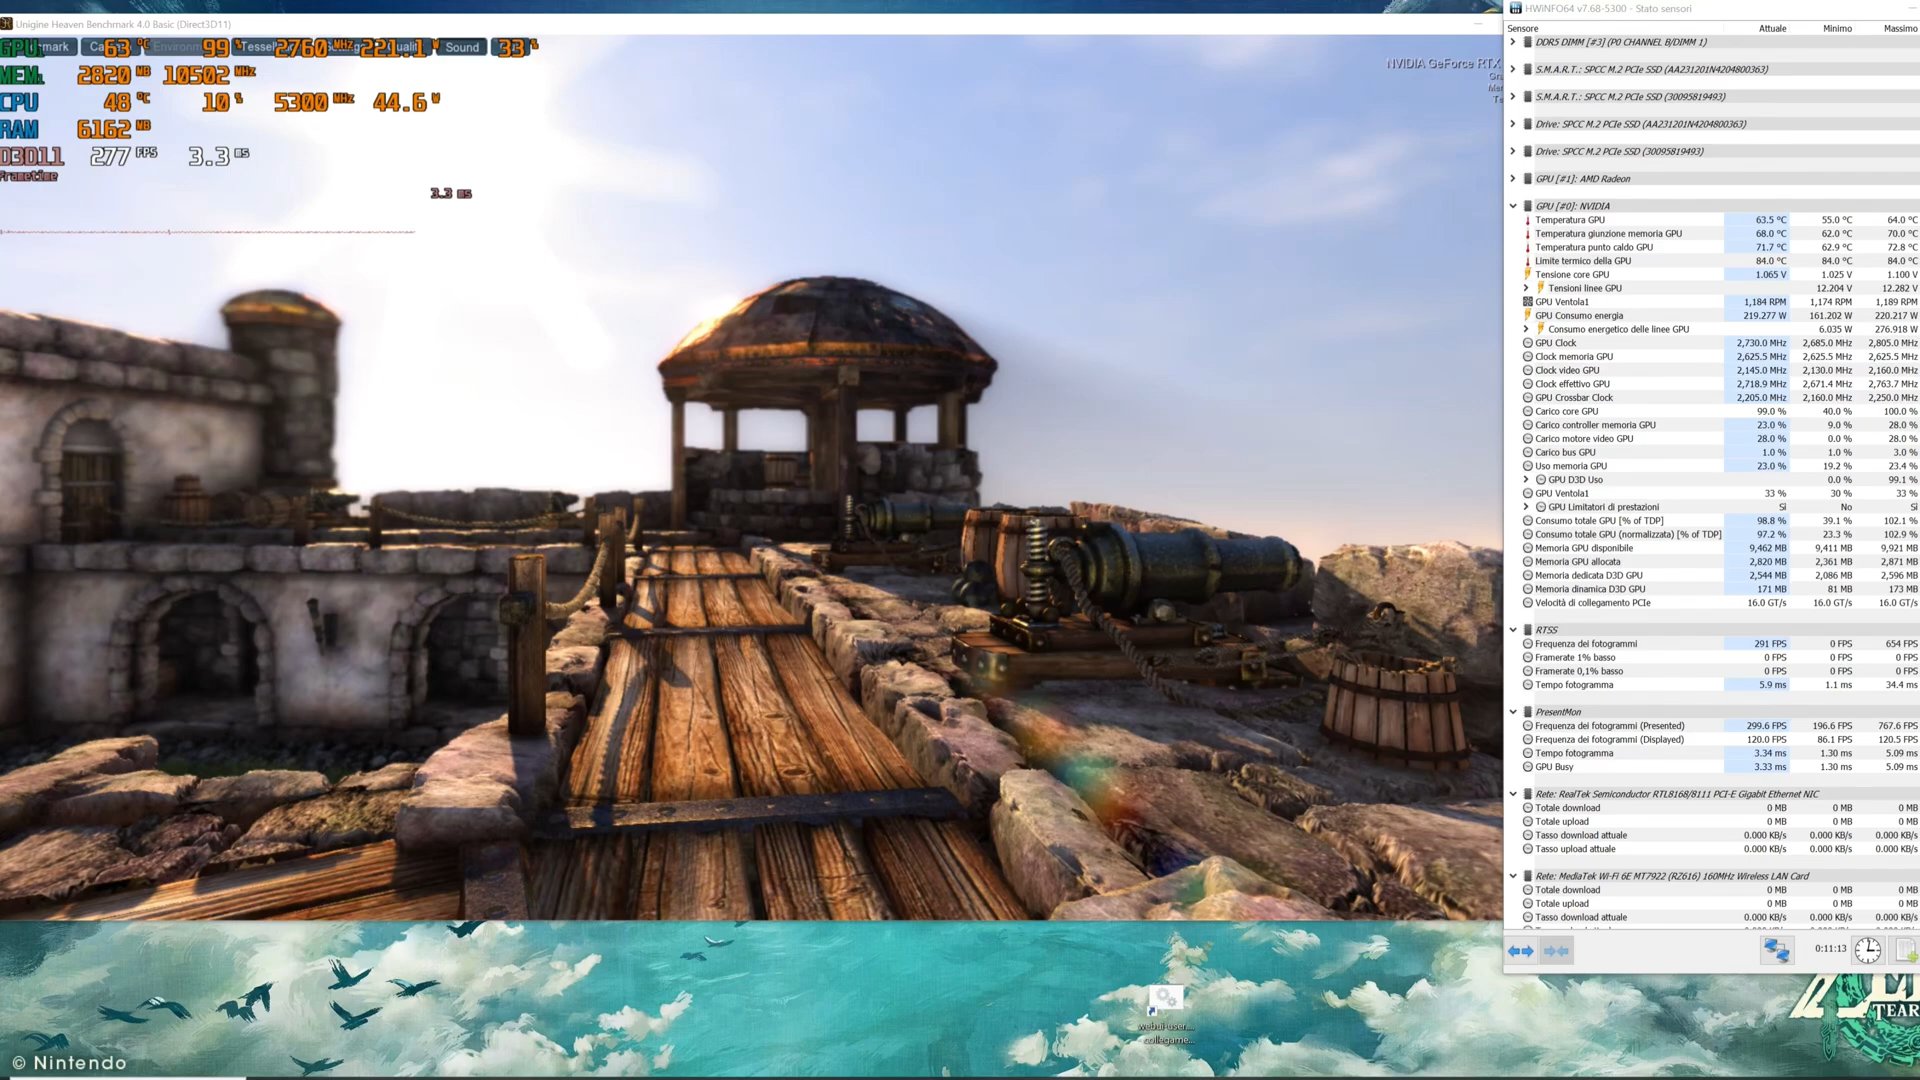 Unigine Heaven Benchmark 4.0 Basic (Direct3D11)
GPU 63 °C 99 % 2760 MHz 221.1 W 33 %
Sound
MEM 2820 MB 10502 MHz
CPU 48 °C 10 % 5300 MHz 44.6 W
RAM 6162 MB
D3D11 277 FPS 3.3 ms
Frametime
3.3 ms
NVIDIA GeForce RTX
HWiNFO64 v7.68-5300 - Stato sensori
Sensore Attuale Minimo Massimo
DDR5 DIMM [#3] (P0 CHANNEL B/DIMM 1)
S.M.A.R.T.: SPCC M.2 PCIe SSD (AA231201N4204800363)
S.M.A.R.T.: SPCC M.2 PCIe SSD (30095819493)
Drive: SPCC M.2 PCIe SSD (AA231201N4204800363)
Drive: SPCC M.2 PCIe SSD (30095819493)
GPU [#1]: AMD Radeon
GPU [#0]: NVIDIA
Temperatura GPU 63.5 °C 55.0 °C 64.0 °C
Temperatura giunzione memoria GPU 68.0 °C 62.0 °C 70.0 °C
Temperatura punto caldo GPU 71.7 °C 62.9 °C 72.8 °C
Limite termico della GPU 84.0 °C 84.0 °C 84.0 °C
Tensione core GPU 1.065 V 1.025 V 1.100 V
Tensioni linee GPU 12.204 V 12.282 V
GPU Ventola1 1,184 RPM 1,174 RPM 1,189 RPM
GPU Consumo energia 219.277 W 161.202 W 220.217 W
Consumo energetico delle linee GPU 6.035 W 276.918 W
GPU Clock 2,730.0 MHz 2,685.0 MHz 2,805.0 MHz
Clock memoria GPU 2,625.5 MHz 2,625.5 MHz 2,625.5 MHz
Clock video GPU 2,145.0 MHz 2,130.0 MHz 2,160.0 MHz
Clock effettivo GPU 2,718.9 MHz 2,671.4 MHz 2,763.7 MHz
GPU Crossbar Clock 2,205.0 MHz 2,160.0 MHz 2,250.0 MHz
Carico core GPU 99.0 % 40.0 % 100.0 %
Carico controller memoria GPU 23.0 % 9.0 % 28.0 %
Carico motore video GPU 28.0 % 0.0 % 28.0 %
Carico bus GPU 1.0 % 1.0 % 3.0 %
Uso memoria GPU 23.0 % 19.2 % 23.4 %
GPU D3D Uso 0.0 % 99.1 %
GPU Ventola1 33 % 30 % 33 %
GPU Limitatori di prestazioni Sì No Sì
Consumo totale GPU [% of TDP] 98.8 % 39.1 % 102.1 %
Consumo totale GPU (normalizzata) [% of TDP] 97.2 % 23.3 % 102.9 %
Memoria GPU disponibile 9,462 MB 9,411 MB 9,921 MB
Memoria GPU allocata 2,820 MB 2,361 MB 2,871 MB
Memoria dedicata D3D GPU 2,544 MB 2,086 MB 2,596 MB
Memoria dinamica D3D GPU 171 MB 81 MB 173 MB
Velocità di collegamento PCIe 16.0 GT/s 16.0 GT/s 16.0 GT/s
RTSS
Frequenza dei fotogrammi 291 FPS 0 FPS 654 FPS
Framerate 1% basso 0 FPS 0 FPS 0 FPS
Framerate 0,1% basso 0 FPS 0 FPS 0 FPS
Tempo fotogramma 5.9 ms 1.1 ms 34.4 ms
PresentMon
Frequenza dei fotogrammi (Presented) 299.6 FPS 196.6 FPS 767.6 FPS
Frequenza dei fotogrammi (Displayed) 120.0 FPS 86.1 FPS 120.5 FPS
Tempo fotogramma 3.34 ms 1.30 ms 5.09 ms
GPU Busy 3.33 ms 1.30 ms 5.09 ms
Rete: RealTek Semiconductor RTL8168/8111 PCI-E Gigabit Ethernet NIC
Totale download 0 MB 0 MB 0 MB
Totale upload 0 MB 0 MB 0 MB
Tasso download attuale 0.000 KB/s 0.000 KB/s 0.000 KB/s
Tasso upload attuale 0.000 KB/s 0.000 KB/s 0.000 KB/s
Rete: MediaTek Wi-Fi 6E MT7922 (RZ616) 160MHz Wireless LAN Card
Totale download 0 MB 0 MB 0 MB
Totale upload 0 MB 0 MB 0 MB
Tasso download attuale 0.000 KB/s 0.000 KB/s 0.000 KB/s
0:11:13
webui-user....
collegame...
TEAR
© Nintendo